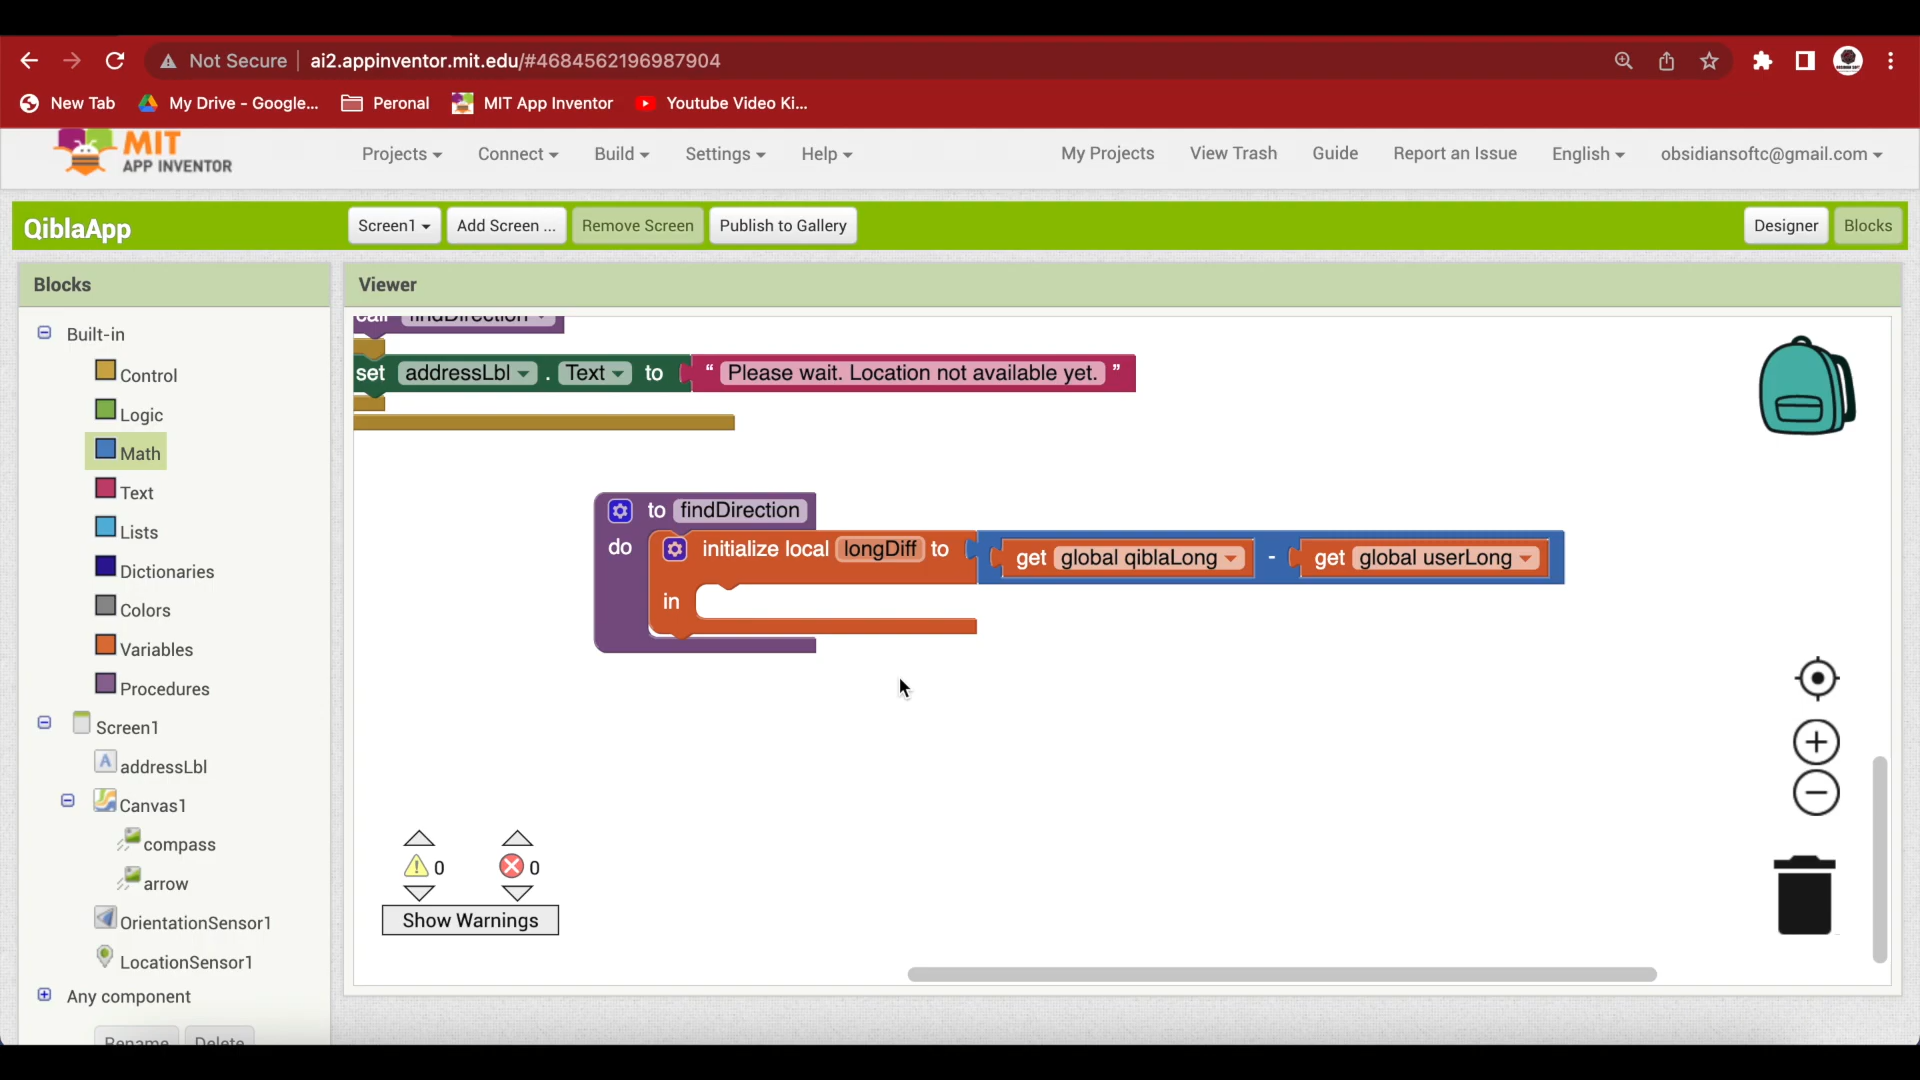 Not Secure ai2.appinventor.mit.edu/#4684562196987904
New Tab My Drive - Google... Peronal MIT App Inventor Youtube Video Ki...
MIT
APP INVENTOR
Projects Connect Build Settings Help My Projects View Trash Guide Report an Issue English obsidiansoftc@gmail.com
QiblaApp Screen1 Add Screen ... Remove Screen Publish to Gallery Designer Blocks
Blocks Viewer
Built-in
Control
Logic
Math
Text
Lists
Dictionaries
Colors
Variables
Procedures
Screen1
addressLbl
Canvas1
compass
arrow
OrientationSensor1
LocationSensor1
Any component
Rename Delete
call findDirection
set addressLbl . Text to “ Please wait. Location not available yet. ”
to findDirection
do initialize local longDiff to get global qiblaLong - get global userLong
in
0 0
Show Warnings